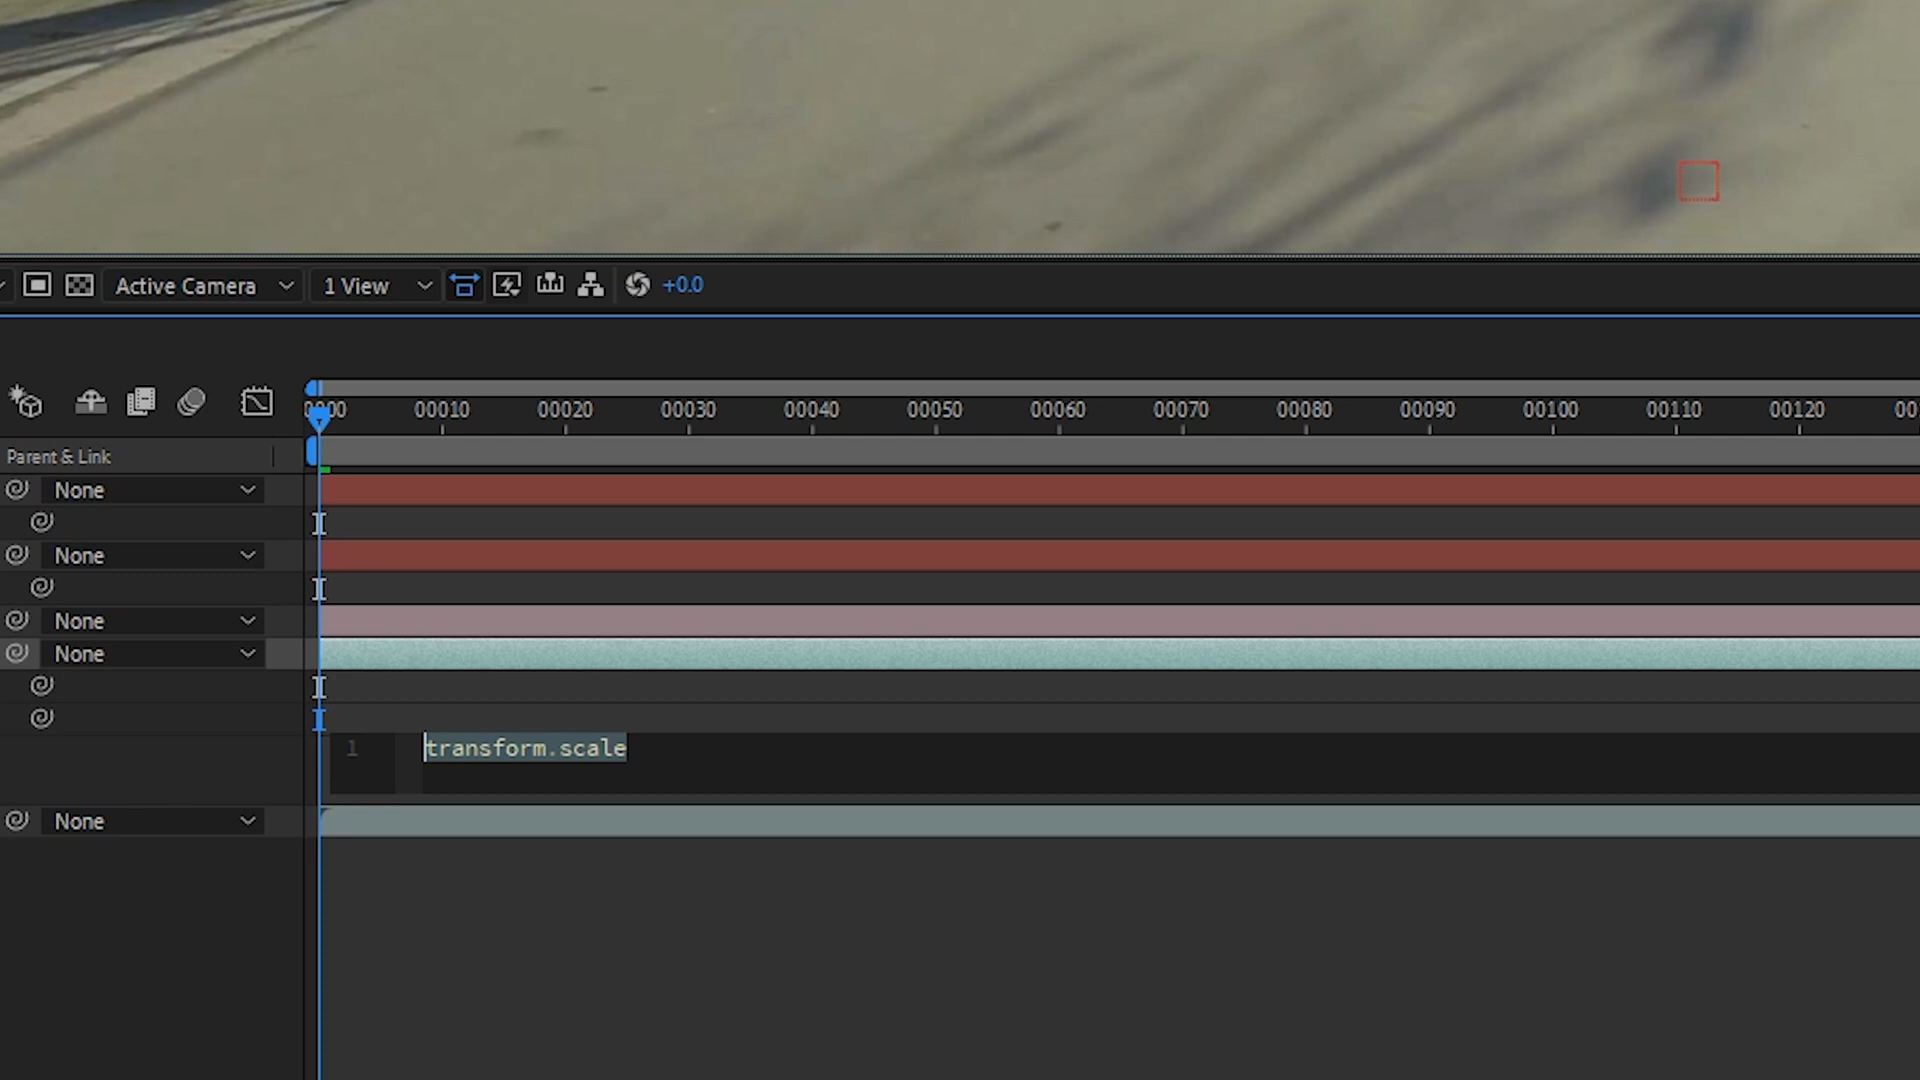 Active Camera 1 View +0.0
00010 00020 00030 00040 00050 00060 00070 00080 00090 00100 00110 00120
Parent & Link
None
None
None
None
1 transform.scale
None